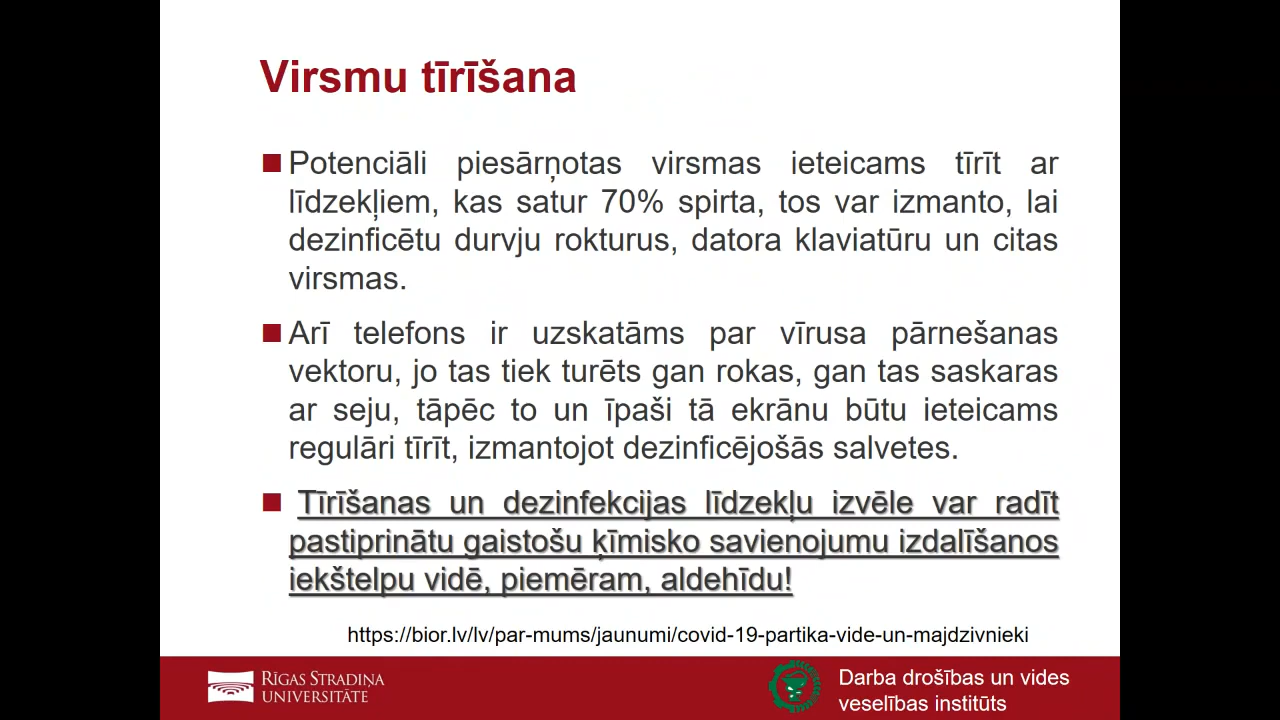 Virsmu tīrīšana
Potenciāli piesārņotas virsmas ieteicams tīrīt ar
līdzekļiem, kas satur 70% spirta, tos var izmanto, lai
dezinficētu durvju rokturus, datora klaviatūru un citas
virsmas.
Arī telefons ir uzskatāms par vīrusa pārnešanas
vektoru, jo tas tiek turēts gan rokas, gan tas saskaras
ar seju, tāpēc to un īpaši tā ekrānu būtu ieteicams
regulāri tīrīt, izmantojot dezinficējošās salvetes.
Tīrīšanas un dezinfekcijas līdzekļu izvēle var radīt
pastiprinātu gaistošu ķīmisko savienojumu izdalīšanos
iekštelpu vidē, piemēram, aldehīdu!
https://bior.lv/lv/par-mums/jaunumi/covid-19-partika-vide-un-majdzivnieki
RĪGAS STRADIŅA
UNIVERSITĀTE
Darba drošības un vides
veselības institūts